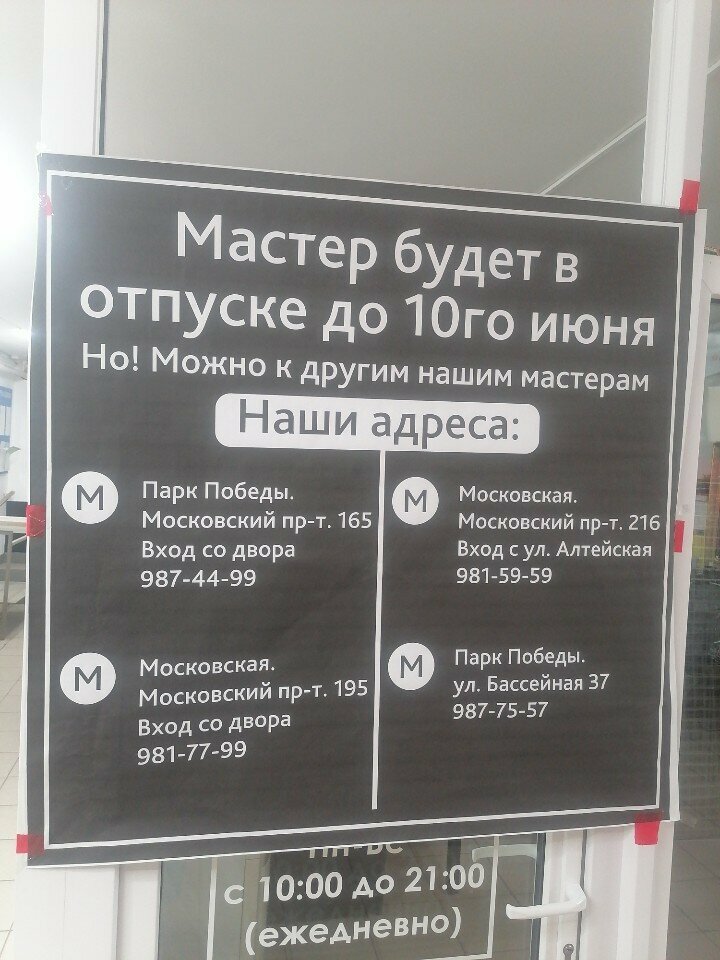 Мастер будет в
отпуске до 10го июня
Но! Можно к другим нашим мастерам
Наши адреса:
М
Парк Победы.
Московский пр-т. 165
Вход со двора
987-44-99
М
Московская.
Московский пр-т. 216
Вход с ул. Алтейская
981-59-59
М
Московская.
Московский пр-т. 195
Вход со двора
981-77-99
М
Парк Победы.
ул. Бассейная 37
987-75-57
с 10:00 до 21:00
(ежедневно)